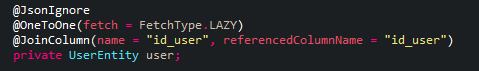 @JsonIgnore
@OneToOne(fetch = FetchType.LAZY)
@JoinColumn(name = "id_user", referencedColumnName = "id_user")
private UserEntity user;